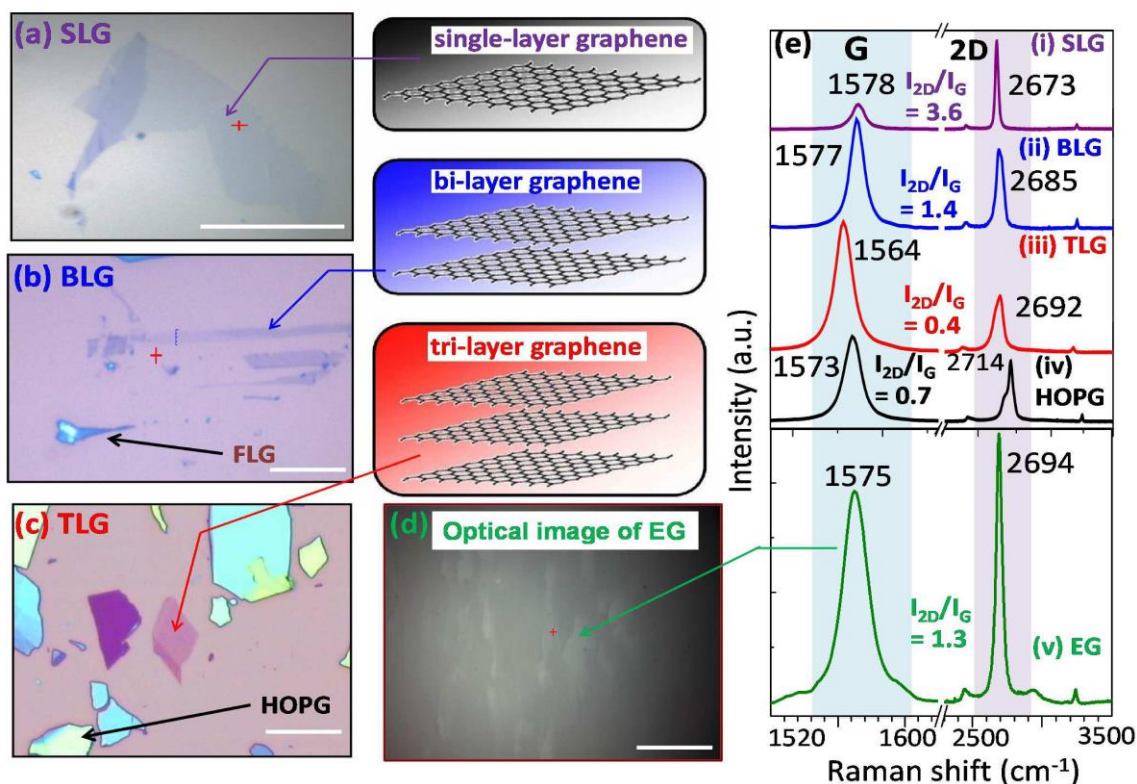 (a) SLG
single-layer graphene
(b) BLG
FLG
bi-layer graphene
tri-layer graphene
(c) TLG
HOPG
(d)
Optical image of EG
(e)
G
2D
(i) SLG
1578
2673
I2D/IG
= 3.6
(ii) BLG
1577
2685
I2D/IG
= 1.4
(iii) TLG
1564
2692
I2D/IG
= 0.4
(iv)
HOPG
1573
2714
I2D/IG
= 0.7
1575
2694
I2D/IG
= 1.3
(v) EG
Intensity (a.u.)
1520 1600 2500 3500
Raman shift (cm⁻¹)